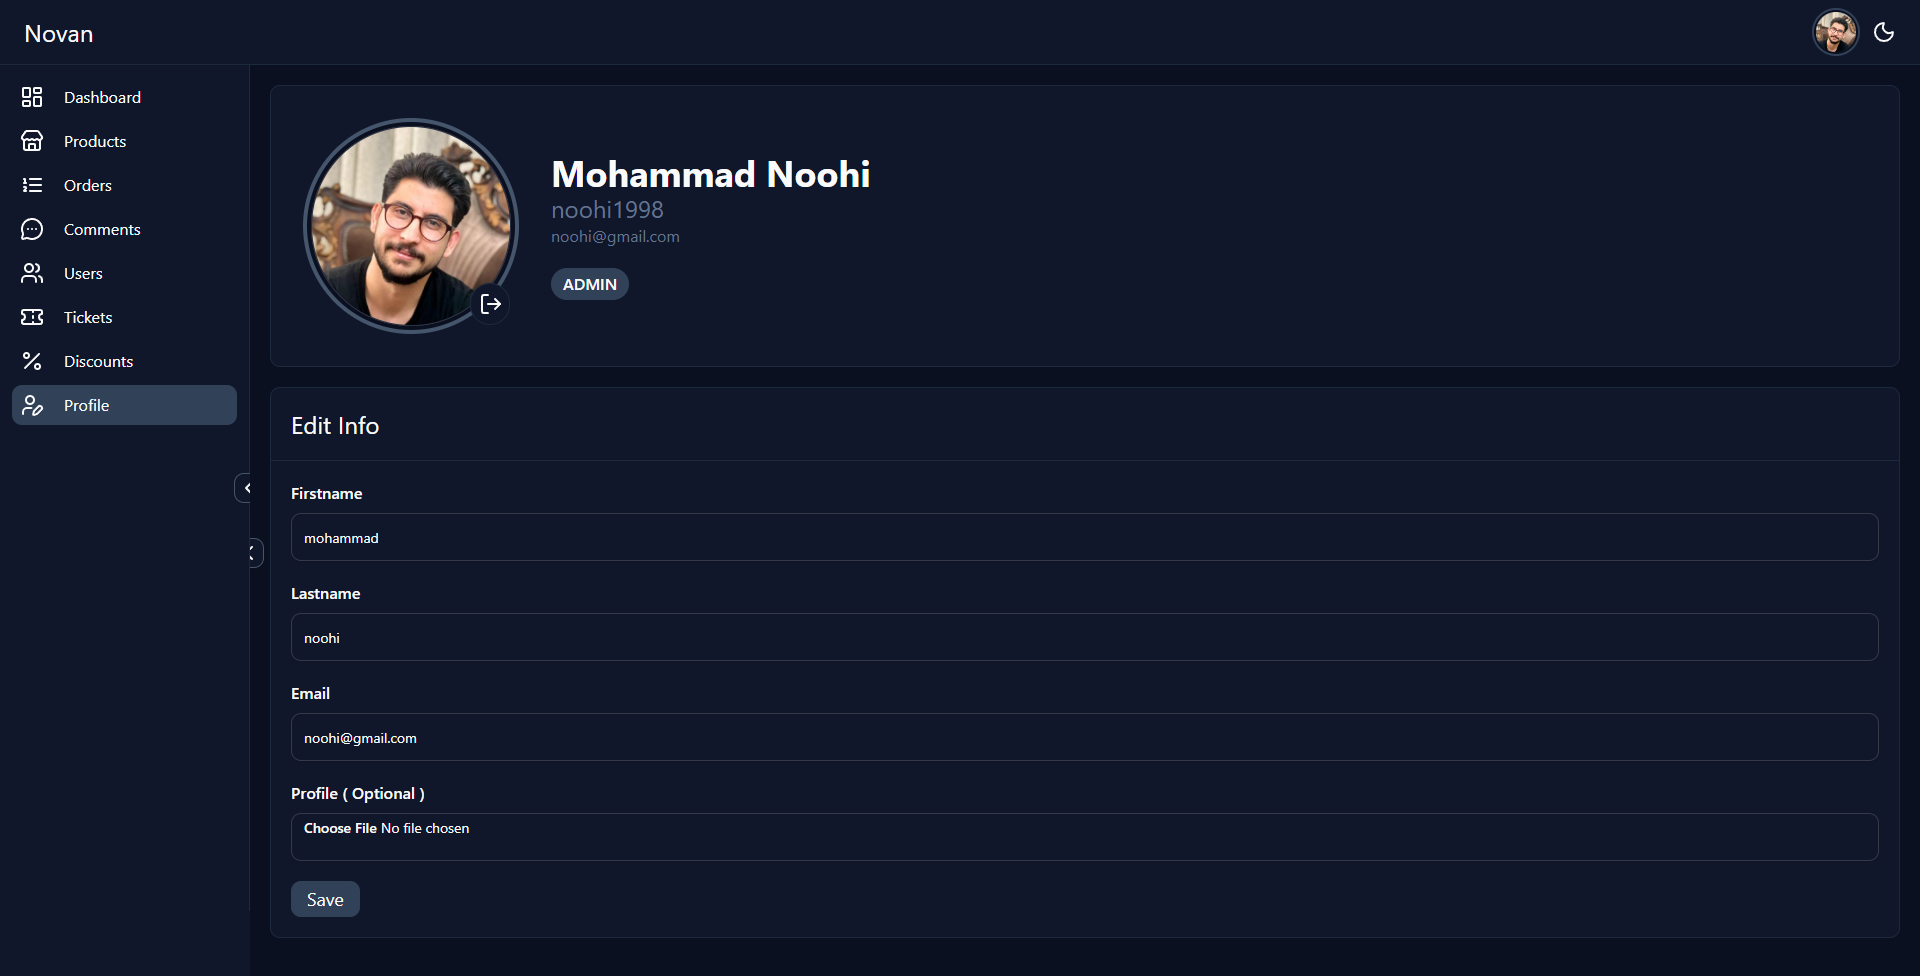 Novan
Dashboard
Products
Orders
Comments
Users
Tickets
Discounts
Profile
Mohammad Noohi
noohi1998
noohi@gmail.com
ADMIN
Edit Info
Firstname
mohammad
Lastname
noohi
Email
noohi@gmail.com
Profile ( Optional )
Choose File No file chosen
Save